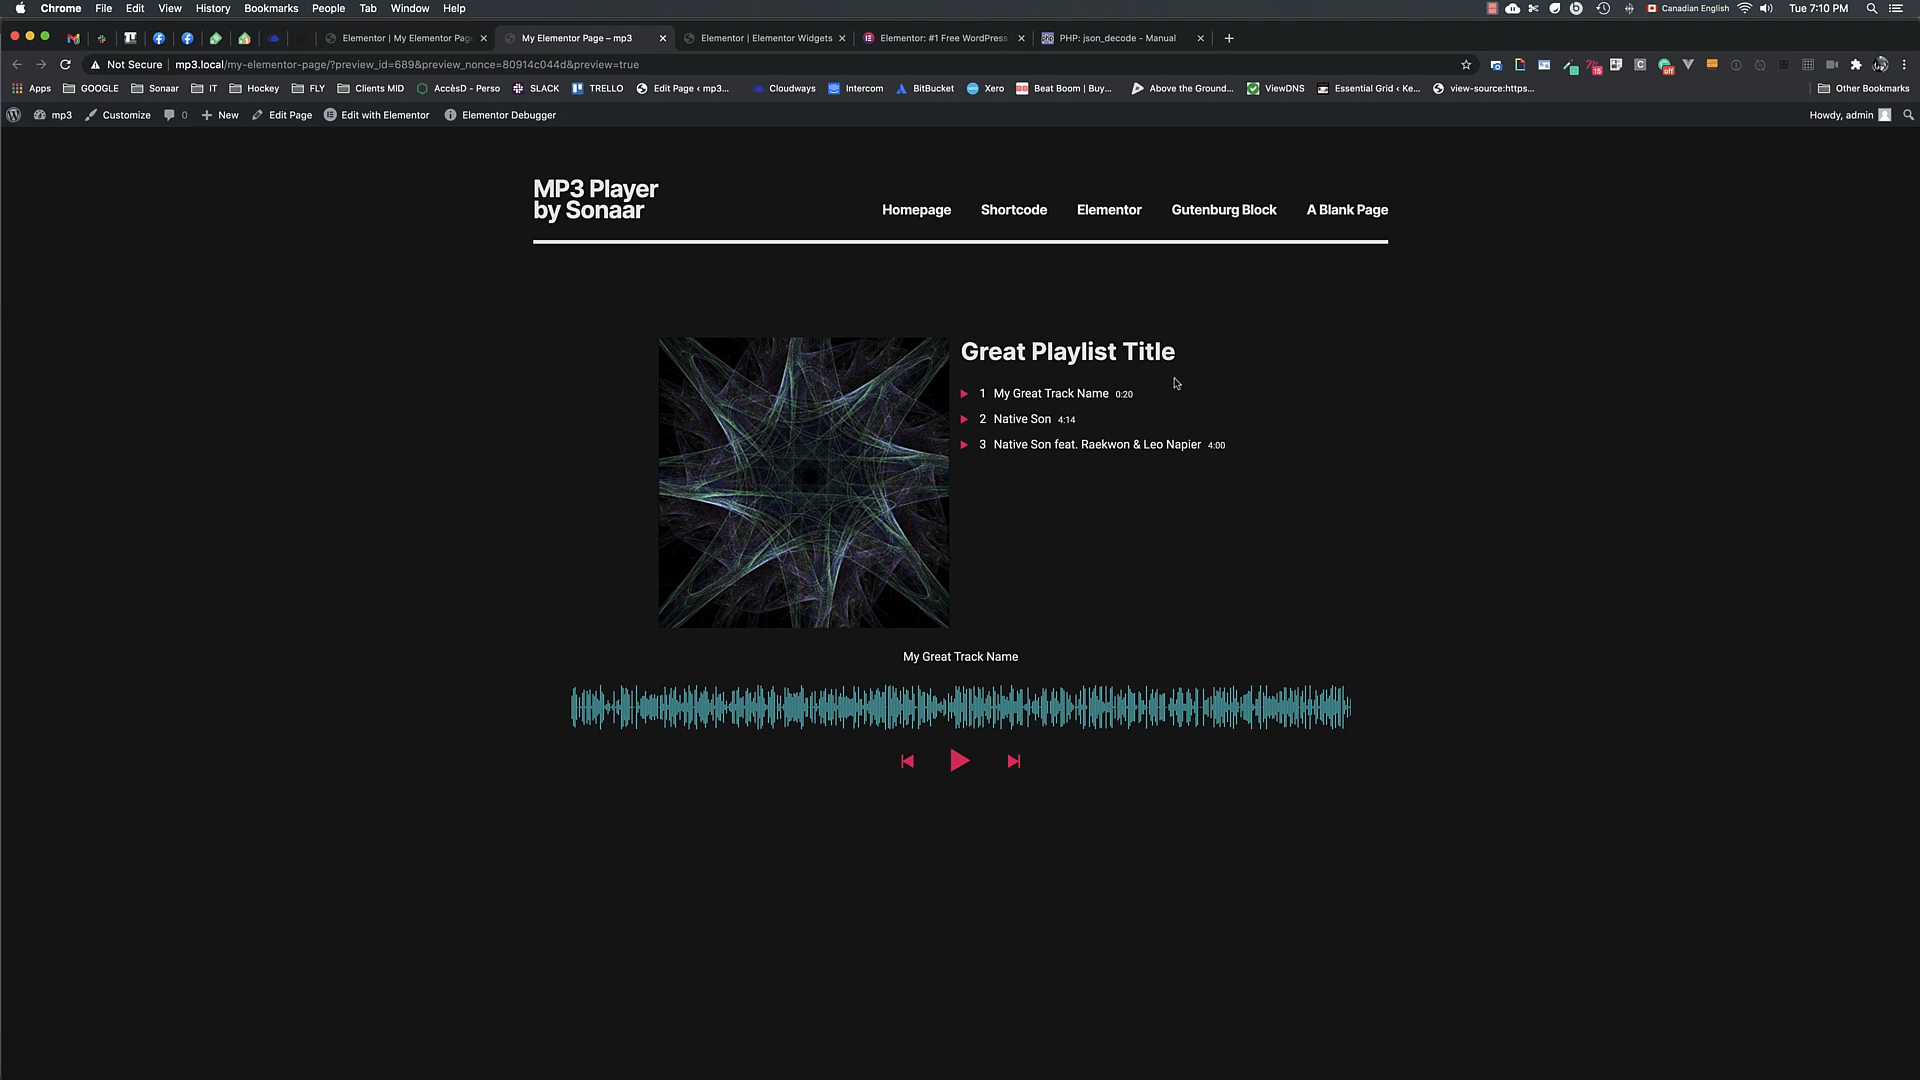 Chrome File Edit View History Bookmarks People Tab Window Help
Canadian English Tue 7:10 PM
Elementor | My Elementor Page
My Elementor Page – mp3
Elementor | Elementor Widgets
Elementor: #1 Free WordPress
PHP: json_decode - Manual
Not Secure | mp3.local/my-elementor-page/?preview_id=689&preview_nonce=80914c044d&preview=true
Apps GOOGLE Sonaar IT Hockey FLY Clients MID AccèsD - Perso SLACK TRELLO Edit Page ‹ mp3... Cloudways Intercom BitBucket Xero Beat Boom | Buy... Above the Ground... ViewDNS Essential Grid ‹ Ke... view-source:https... Other Bookmarks
mp3 Customize 0 New Edit Page Edit with Elementor Elementor Debugger Howdy, admin
MP3 Player
by Sonaar
Homepage Shortcode Elementor Gutenburg Block A Blank Page
Great Playlist Title
1 My Great Track Name 0:20
2 Native Son 4:14
3 Native Son feat. Raekwon & Leo Napier 4:00
My Great Track Name